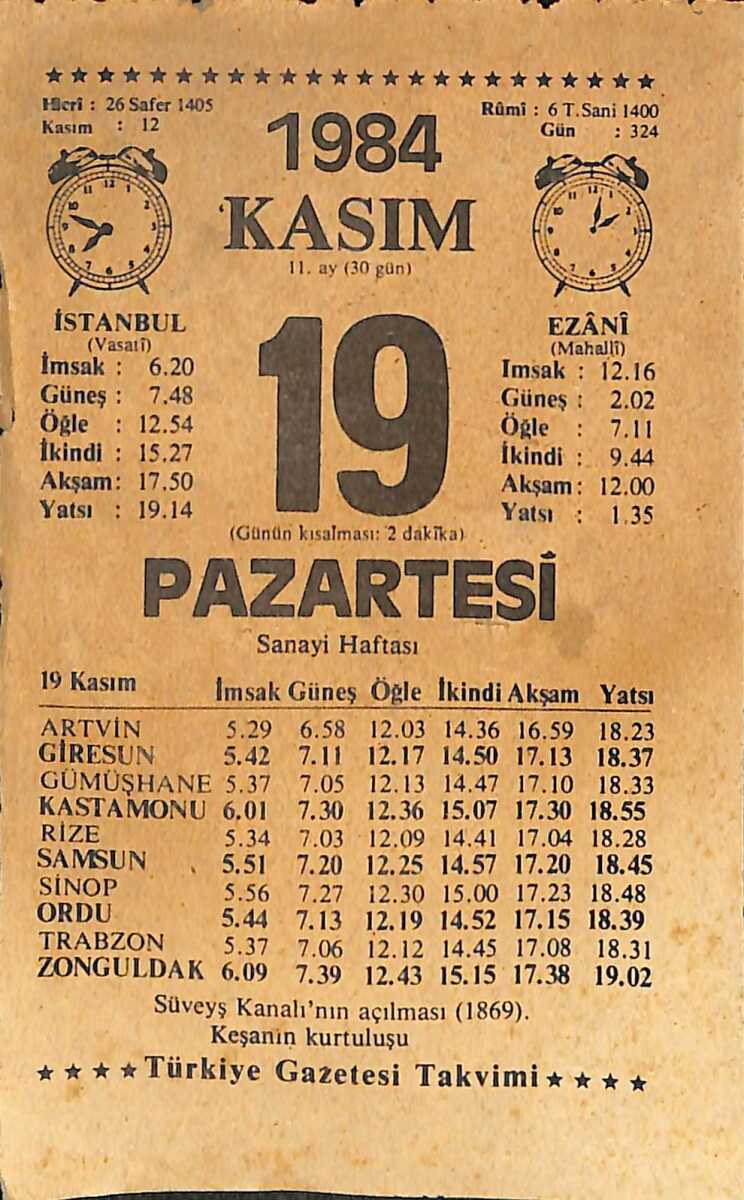 Hicrî : 26 Safer 1405
Kasım : 12
1984
Rûmî : 6 T.Sani 1400
Gün : 324
KASIM
11. ay (30 gün)
19
İSTANBUL
(Vasatî)
İmsak : 6.20
Güneş : 7.48
Öğle : 12.54
İkindi : 15.27
Akşam: 17.50
Yatsı : 19.14
EZÂNÎ
(Mahallî)
Imsak : 12.16
Güneş : 2.02
Öğle : 7.11
İkindi : 9.44
Akşam: 12.00
Yatsı : 1.35
(Günün kısalması: 2 dakîka)
PAZARTESİ
Sanayi Haftası
19 Kasım İmsak Güneş Öğle İkindi Akşam Yatsı
ARTVİN 5.29 6.58 12.03 14.36 16.59 18.23
GİRESUN 5.42 7.11 12.17 14.50 17.13 18.37
GÜMÜŞHANE 5.37 7.05 12.13 14.47 17.10 18.33
KASTAMONU 6.01 7.30 12.36 15.07 17.30 18.55
RİZE 5.34 7.03 12.09 14.41 17.04 18.28
SAMSUN 5.51 7.20 12.25 14.57 17.20 18.45
SİNOP 5.56 7.27 12.30 15.00 17.23 18.48
ORDU 5.44 7.13 12.19 14.52 17.15 18.39
TRABZON 5.37 7.06 12.12 14.45 17.08 18.31
ZONGULDAK 6.09 7.39 12.43 15.15 17.38 19.02
Süveyş Kanalı'nın açılması (1869).
Keşanın kurtuluşu
Türkiye Gazetesi Takvimi